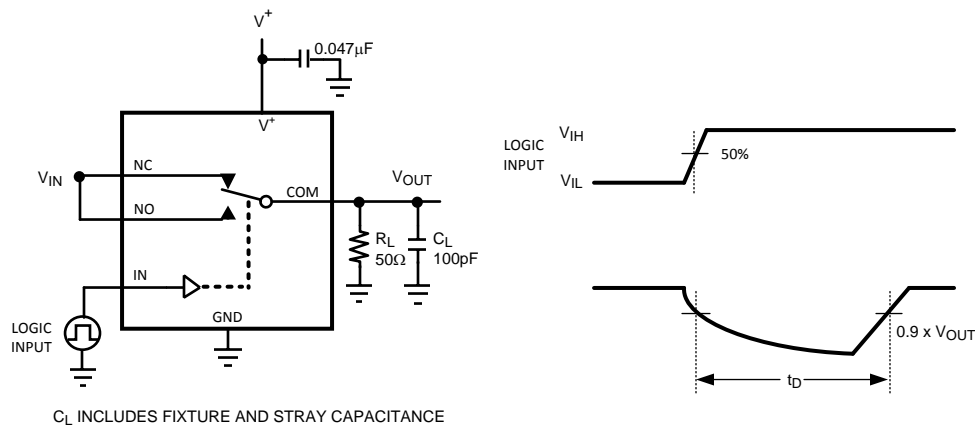 V+
0.047µF
V+
NC
VIN
COM
VOUT
NO
RL
50Ω
CL
100pF
IN
GND
LOGIC
INPUT
CL INCLUDES FIXTURE AND STRAY CAPACITANCE
LOGIC
INPUT
VIH
50%
VIL
0.9 x VOUT
tD